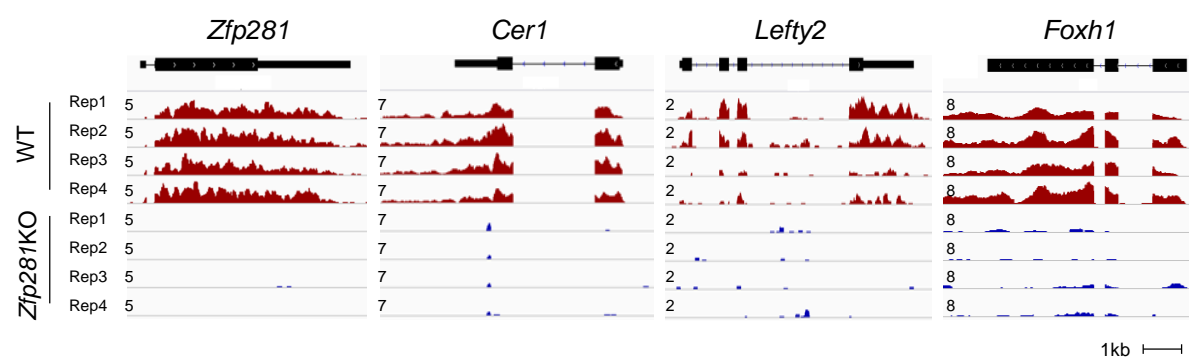 Zfp281 Cer1 Lefty2 Foxh1
WT
Rep1 5 7 2 8
Rep2 5 7 2 8
Rep3 5 7 2 8
Rep4 5 7 2 8
Zfp281KO
Rep1 5 7 2 8
Rep2 5 7 2 8
Rep3 5 7 2 8
Rep4 5 7 2 8
1kb